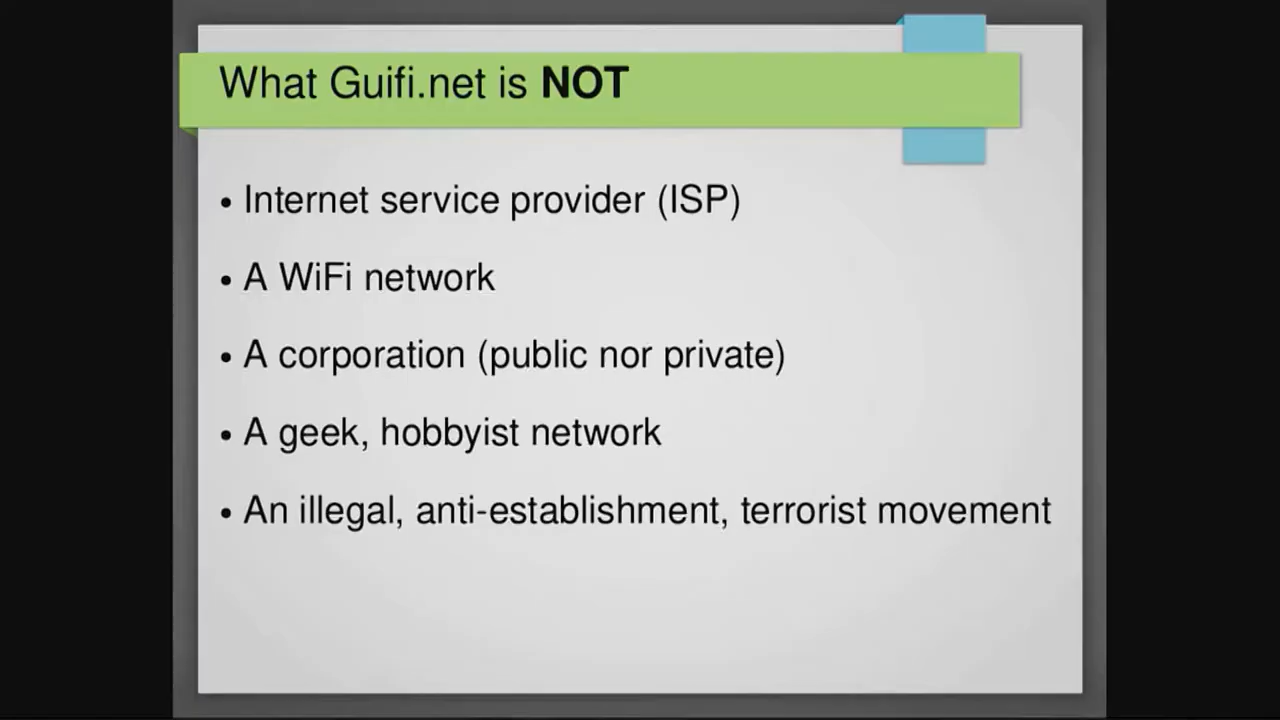 What Guifi.net is NOT
• Internet service provider (ISP)
• A WiFi network
• A corporation (public nor private)
• A geek, hobbyist network
• An illegal, anti-establishment, terrorist movement